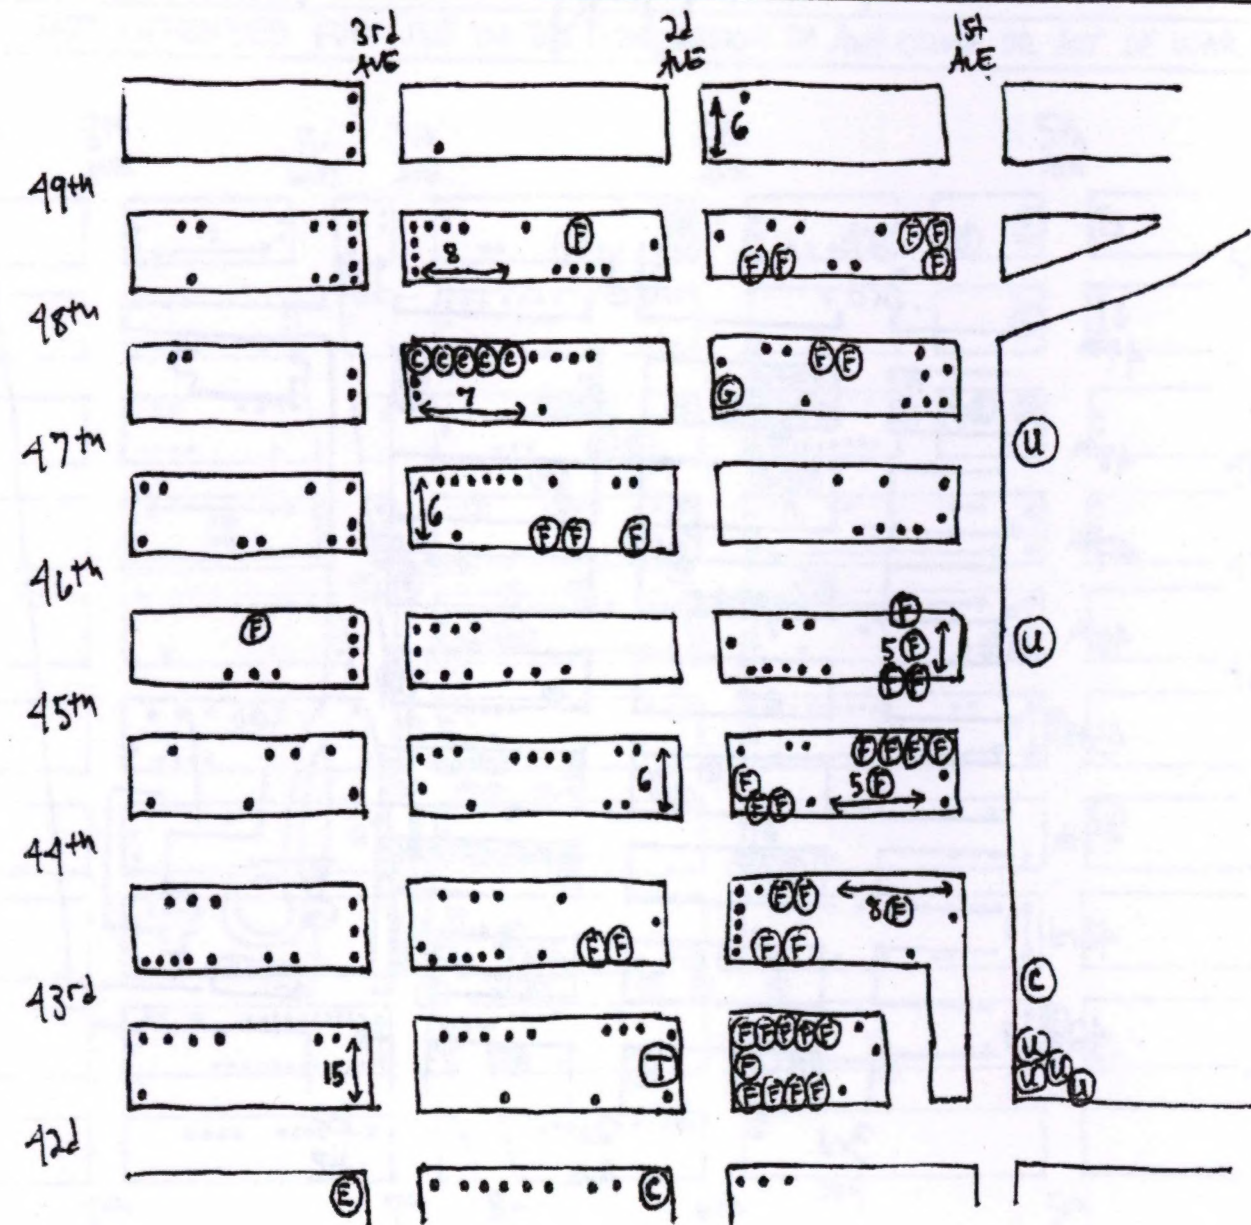 3rd AVE
2d AVE
1st AVE
6
49th
F
F F
8
F F
F
48th
C C C C C
F F
7
G
47th
U
6
F F
F
46th
F
F
5 F
U
F F
45th
F F F F
6
F
5 F
F F
44th
F F
8 F
F F
F F
43rd
C
F F F F F
U
15
T
F
U U U
F F F F
42d
E
C